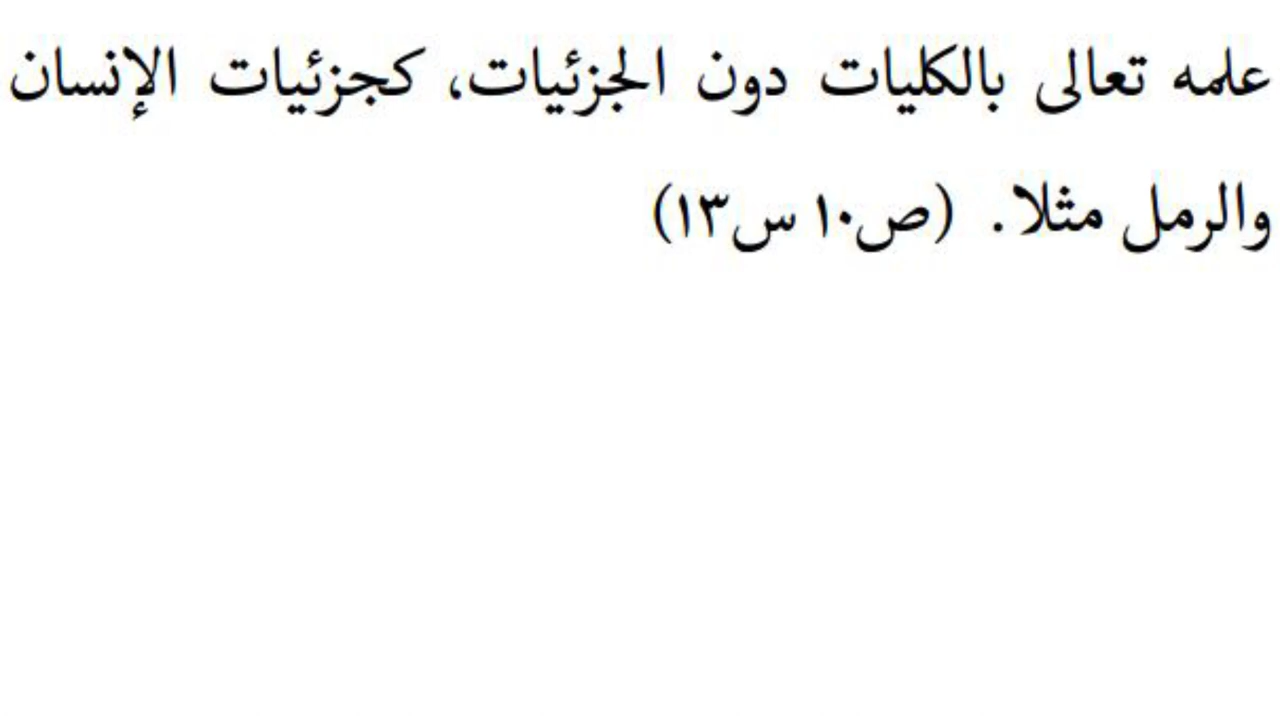 علمه تعالى بالكليات دون الجزئيات، كجزئيات الإنسان
والرمل مثلا. (ص١٠ س١٣)